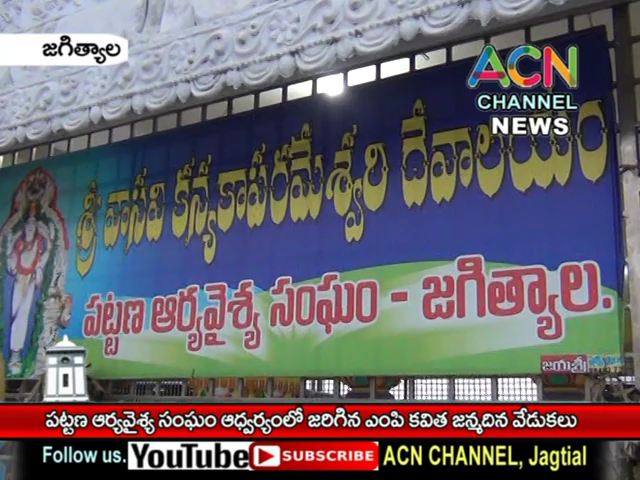 జగిత్యాల
ACN
CHANNEL
NEWS
శ్రీ వాసవి కన్యకాపరమేశ్వరి దేవాలయం
పట్టణ ఆర్యవైశ్య సంఘం - జగిత్యాల.
జయశ్రీ
పట్టణ ఆర్యవైశ్య సంఘం ఆధ్వర్యంలో జరిగిన ఎంపి కవిత జన్మదిన వేడుకలు
Follow us. YouTube SUBSCRIBE ACN CHANNEL, Jagtial